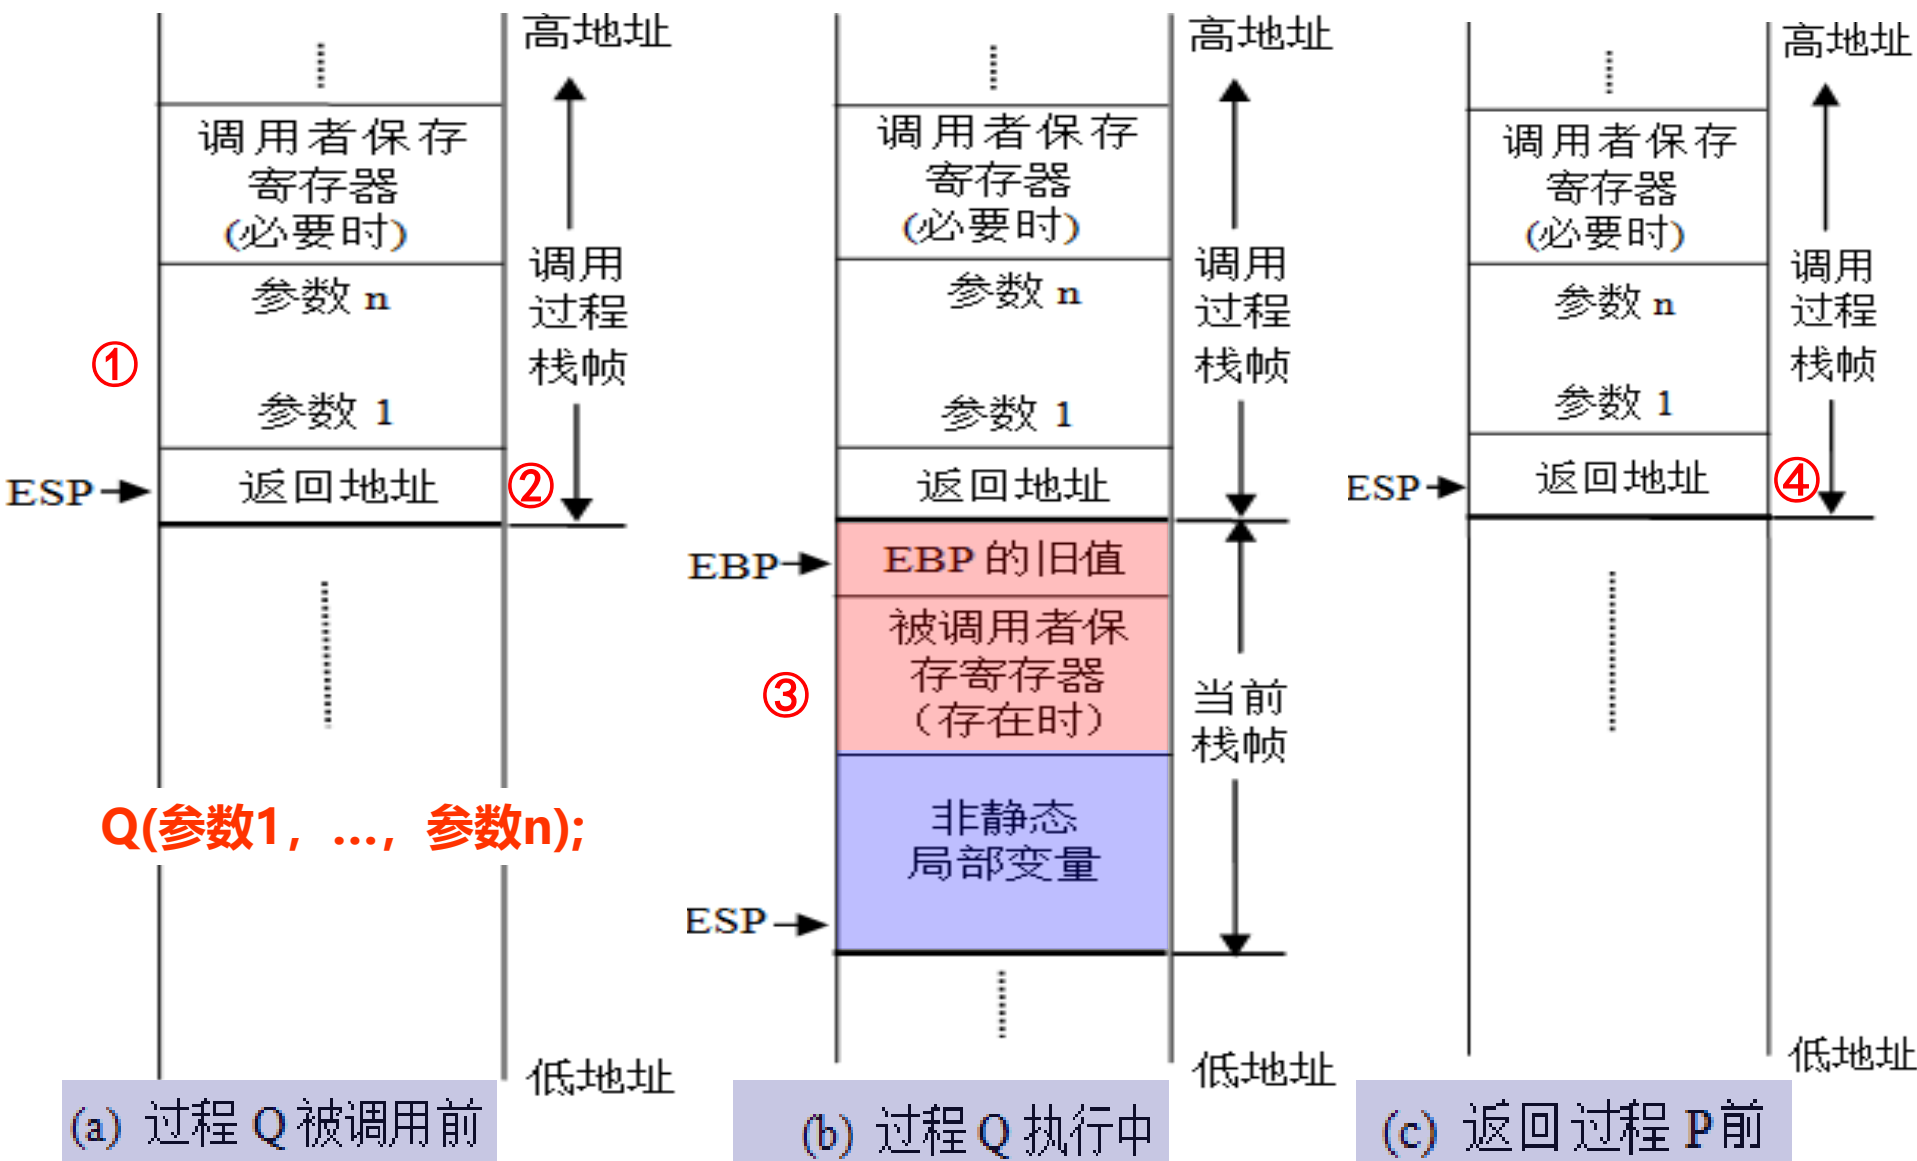 高地址
调用者保存
寄存器
(必要时)
参数 n
调用
过程
栈帧
①
参数 1
ESP
返回地址
②
Q(参数1，…，参数n);
低地址
(a) 过程 Q 被调用前
高地址
调用者保存
寄存器
(必要时)
参数 n
调用
过程
栈帧
参数 1
返回地址
EBP
EBP 的旧值
被调用者保
存寄存器
（存在时）
③
当前
栈帧
非静态
局部变量
ESP
低地址
(b) 过程 Q 执行中
高地址
调用者保存
寄存器
(必要时)
参数 n
调用
过程
栈帧
参数 1
ESP
返回地址
④
低地址
(c) 返回过程 P前